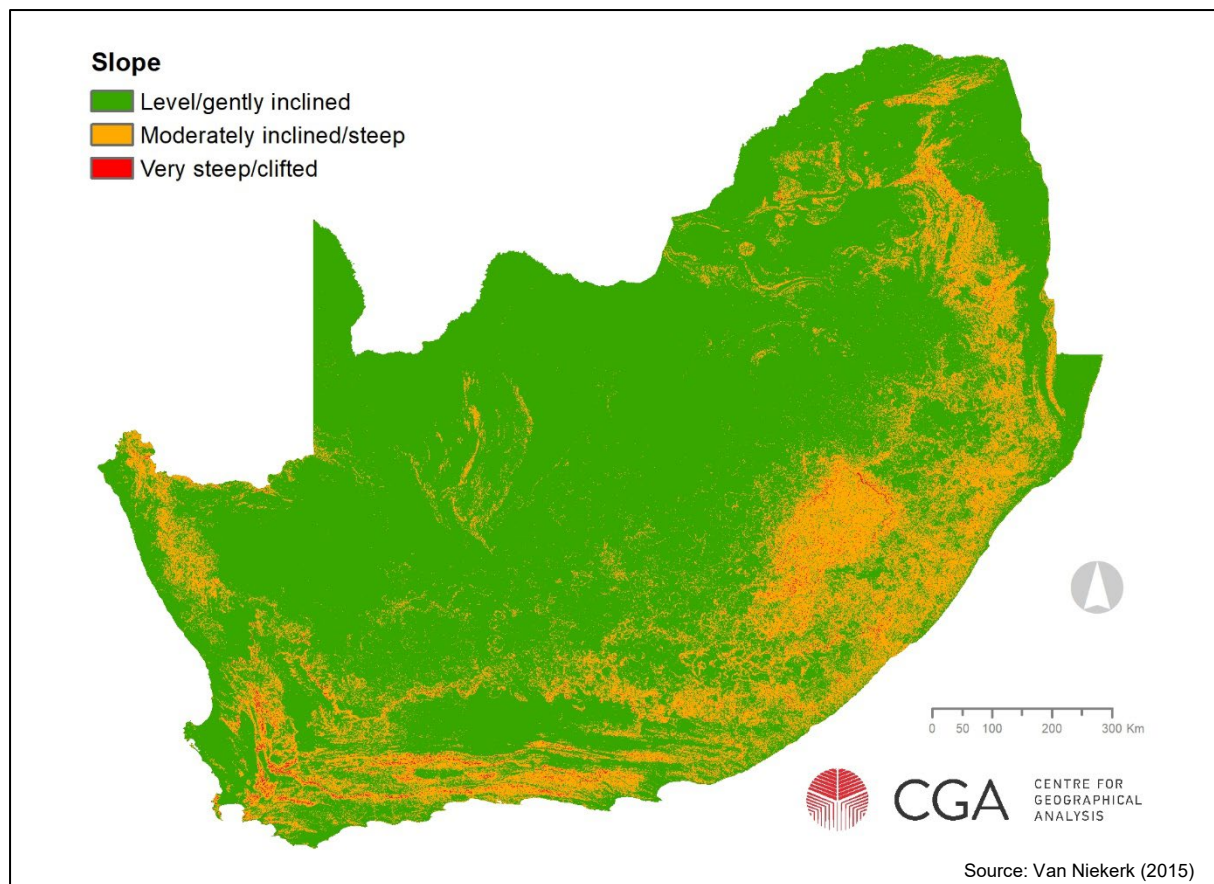 Slope
Level/gently inclined
Moderately inclined/steep
Very steep/clifted
0 50 100 200 300 Km
CGA
CENTRE FOR
GEOGRAPHICAL
ANALYSIS
Source: Van Niekerk (2015)